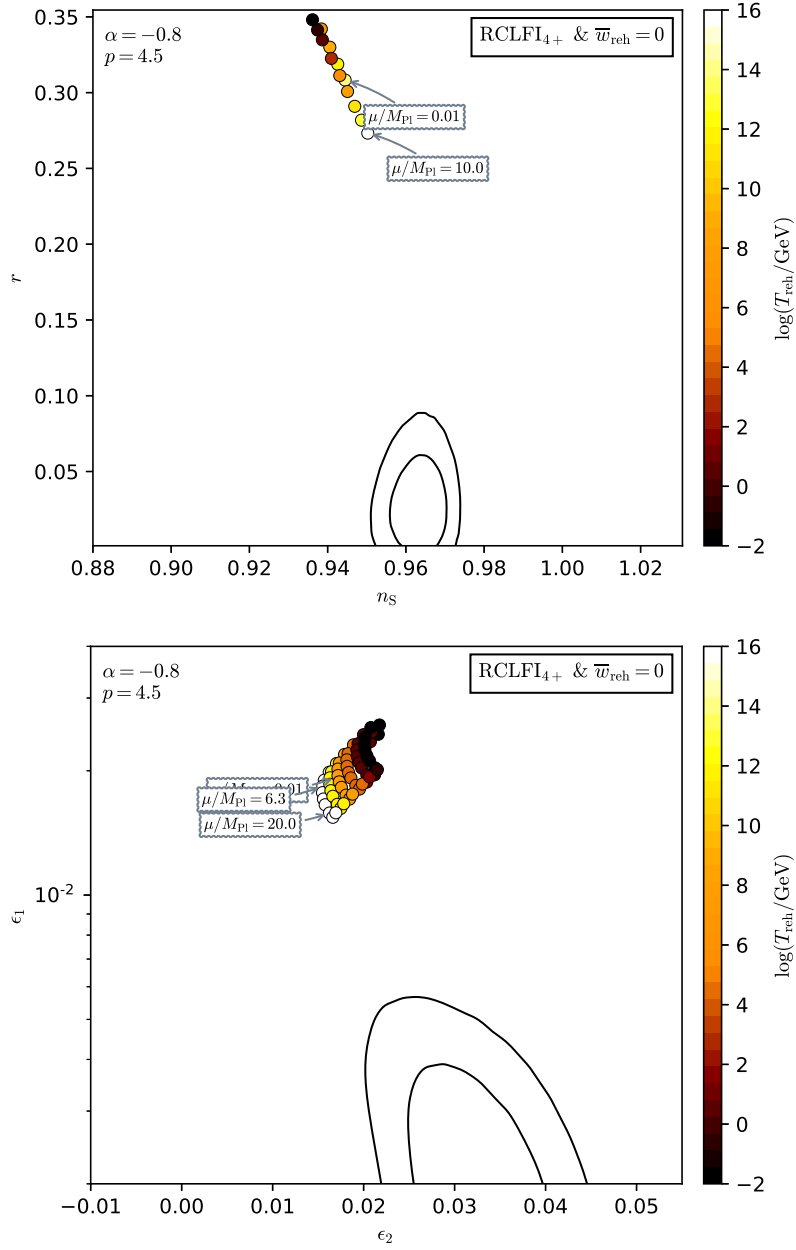 α = −0.8
p = 4.5
RCLFI4+ & w̅reh = 0
μ/MPl = 0.01
μ/MPl = 10.0
0.35
0.30
0.25
0.20
0.15
0.10
0.05
r
0.88 0.90 0.92 0.94 0.96 0.98 1.00 1.02
nS
16
14
12
10
8
6
4
2
0
−2
log(Treh/GeV)
α = −0.8
p = 4.5
RCLFI4+ & w̅reh = 0
μ/MPl = 6.3
μ/MPl = 20.0
10-2
ϵ1
−0.01 0.00 0.01 0.02 0.03 0.04 0.05
ϵ2
16
14
12
10
8
6
4
2
0
−2
log(Treh/GeV)